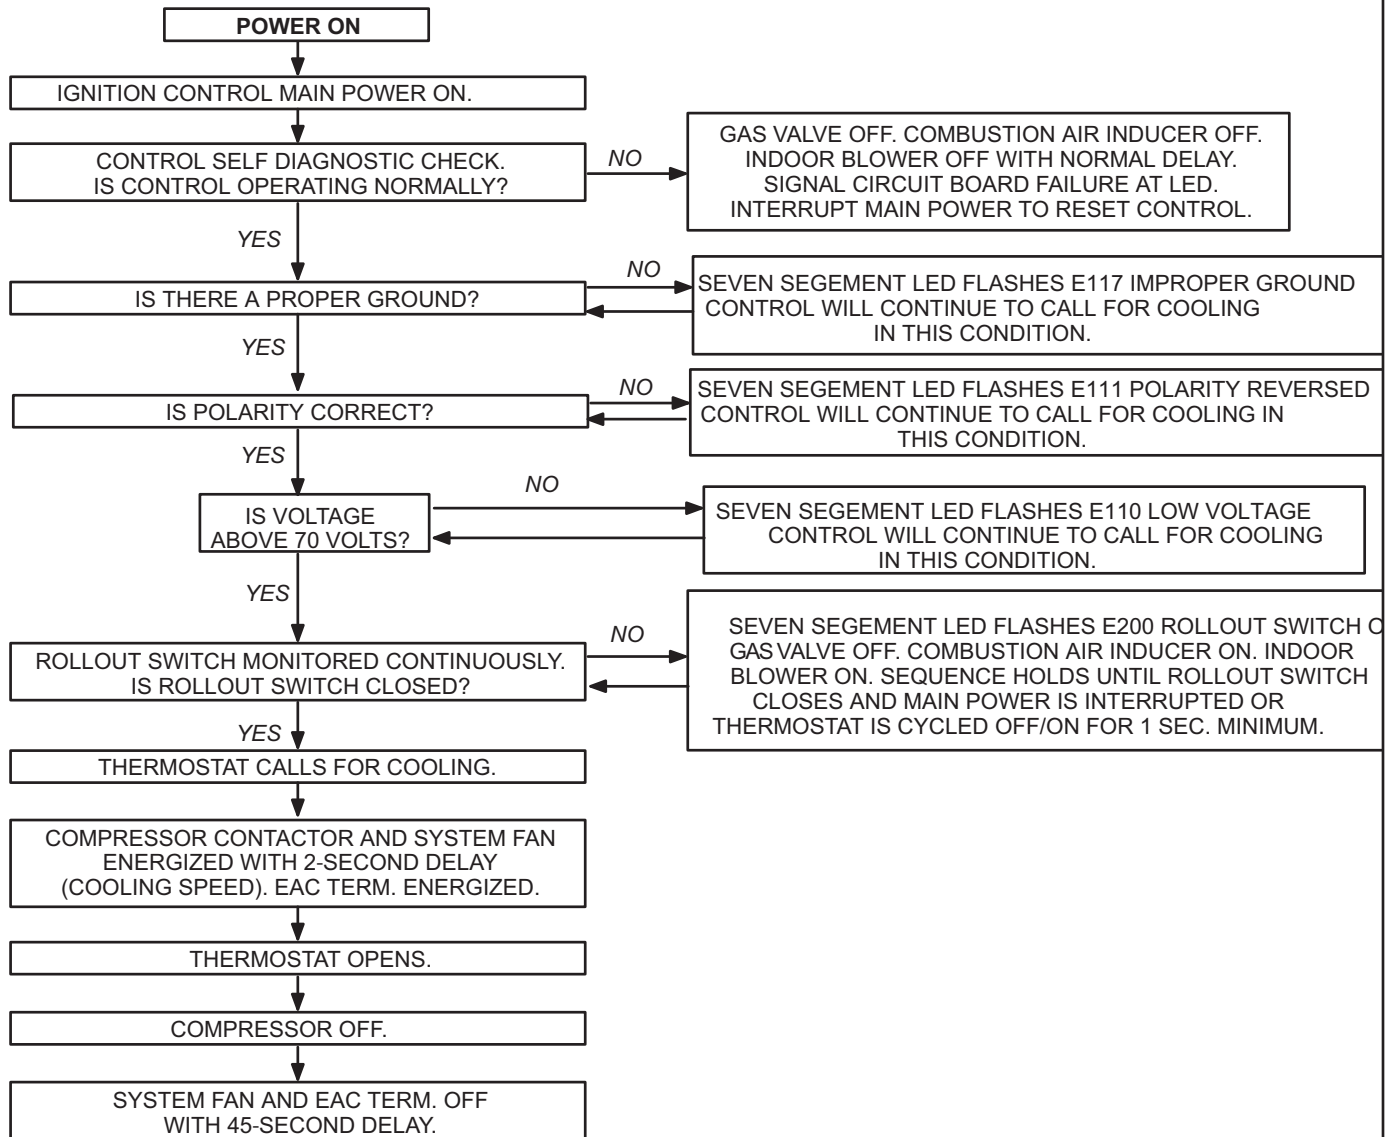 POWER ON
IGNITION CONTROL MAIN POWER ON.
CONTROL SELF DIAGNOSTIC CHECK.
IS CONTROL OPERATING NORMALLY?
NO
GAS VALVE OFF. COMBUSTION AIR INDUCER OFF.
INDOOR BLOWER OFF WITH NORMAL DELAY.
SIGNAL CIRCUIT BOARD FAILURE AT LED.
INTERRUPT MAIN POWER TO RESET CONTROL.
YES
IS THERE A PROPER GROUND?
NO
SEVEN SEGEMENT LED FLASHES E117 IMPROPER GROUND
CONTROL WILL CONTINUE TO CALL FOR COOLING
IN THIS CONDITION.
YES
IS POLARITY CORRECT?
NO
SEVEN SEGEMENT LED FLASHES E111 POLARITY REVERSED
CONTROL WILL CONTINUE TO CALL FOR COOLING IN
THIS CONDITION.
YES
IS VOLTAGE
ABOVE 70 VOLTS?
NO
SEVEN SEGEMENT LED FLASHES E110 LOW VOLTAGE
CONTROL WILL CONTINUE TO CALL FOR COOLING
IN THIS CONDITION.
YES
ROLLOUT SWITCH MONITORED CONTINUOUSLY.
IS ROLLOUT SWITCH CLOSED?
NO
SEVEN SEGEMENT LED FLASHES E200 ROLLOUT SWITCH
GAS VALVE OFF. COMBUSTION AIR INDUCER ON. INDOOR
BLOWER ON. SEQUENCE HOLDS UNTIL ROLLOUT SWITCH
CLOSES AND MAIN POWER IS INTERRUPTED OR
THERMOSTAT IS CYCLED OFF/ON FOR 1 SEC. MINIMUM.
YES
THERMOSTAT CALLS FOR COOLING.
COMPRESSOR CONTACTOR AND SYSTEM FAN
ENERGIZED WITH 2-SECOND DELAY
(COOLING SPEED). EAC TERM. ENERGIZED.
THERMOSTAT OPENS.
COMPRESSOR OFF.
SYSTEM FAN AND EAC TERM. OFF
WITH 45-SECOND DELAY.